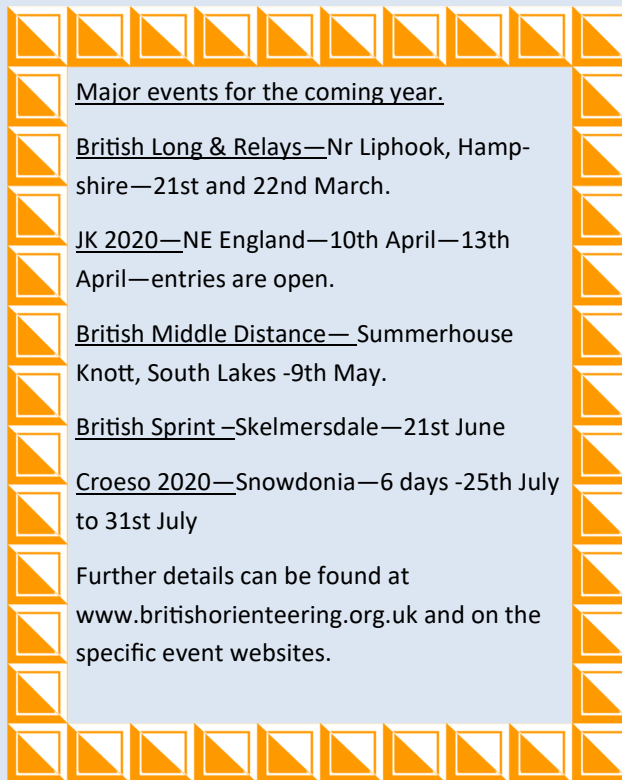 Major events for the coming year.
British Long & Relays—Nr Liphook, Hamp-
shire—21st and 22nd March.
JK 2020—NE England—10th April—13th
April—entries are open.
British Middle Distance— Summerhouse
Knott, South Lakes -9th May.
British Sprint –Skelmersdale—21st June
Croeso 2020—Snowdonia—6 days -25th July
to 31st July
Further details can be found at
www.britishorienteering.org.uk and on the
specific event websites.